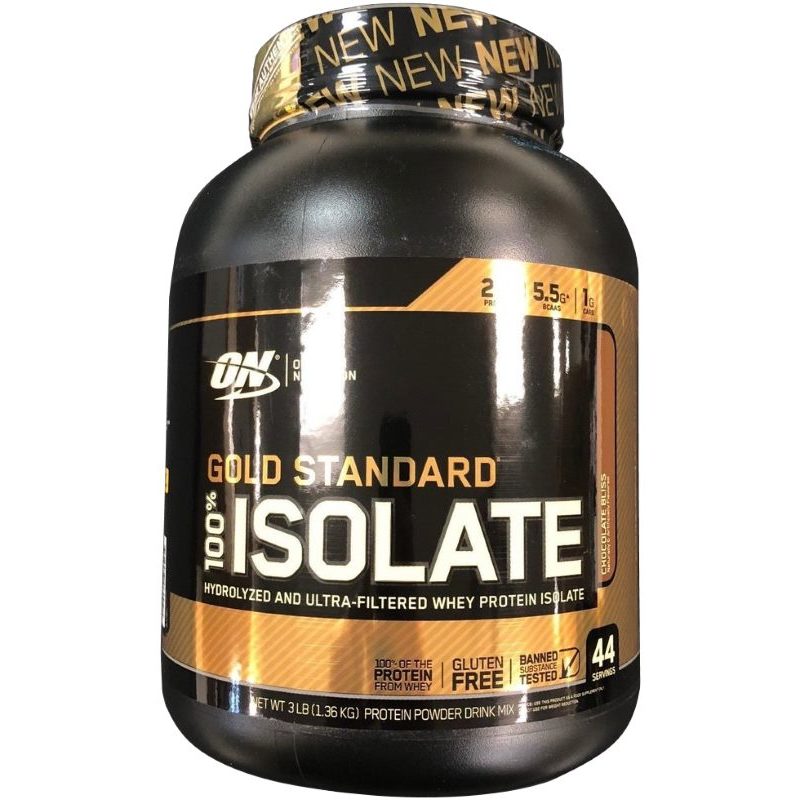 NEW
NEW NEW NEW
NEW NEW
5.5G 1G
BCAAS CARB
ON®
GOLD STANDARD®
100% ISOLATE
HYDROLYZED AND ULTRA-FILTERED WHEY PROTEIN ISOLATE
CHOCOLATE BLISS
100% OF THE
PROTEIN
FROM WHEY
GLUTEN
FREE
BANNED
SUBSTANCE
TESTED
44
SERVINGS
NET WT 3 LB (1.36 KG) PROTEIN POWDER DRINK MIX